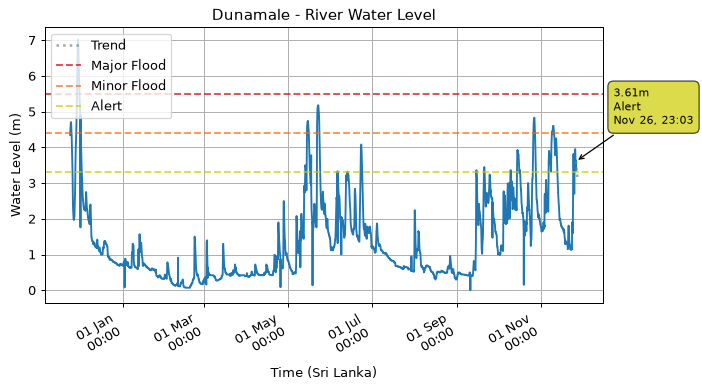 Dunamale - River Water Level
Trend
Major Flood
Minor Flood
Alert
3.61m
Alert
Nov 26, 23:03
Water Level (m)
7
6
5
4
3
2
1
0
01 Jan
00:00
01 Mar
00:00
01 May
00:00
01 Jul
00:00
01 Sep
00:00
01 Nov
00:00
Time (Sri Lanka)